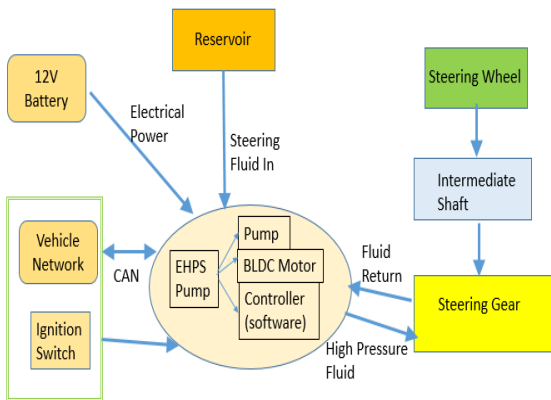 Reservoir
12V
Battery
Steering Wheel
Electrical
Power
Steering
Fluid In
Intermediate
Shaft
Vehicle
Network
CAN
Ignition
Switch
EHPS
Pump
Pump
BLDC Motor
Controller
(software)
Fluid
Return
Steering Gear
High Pressure
Fluid